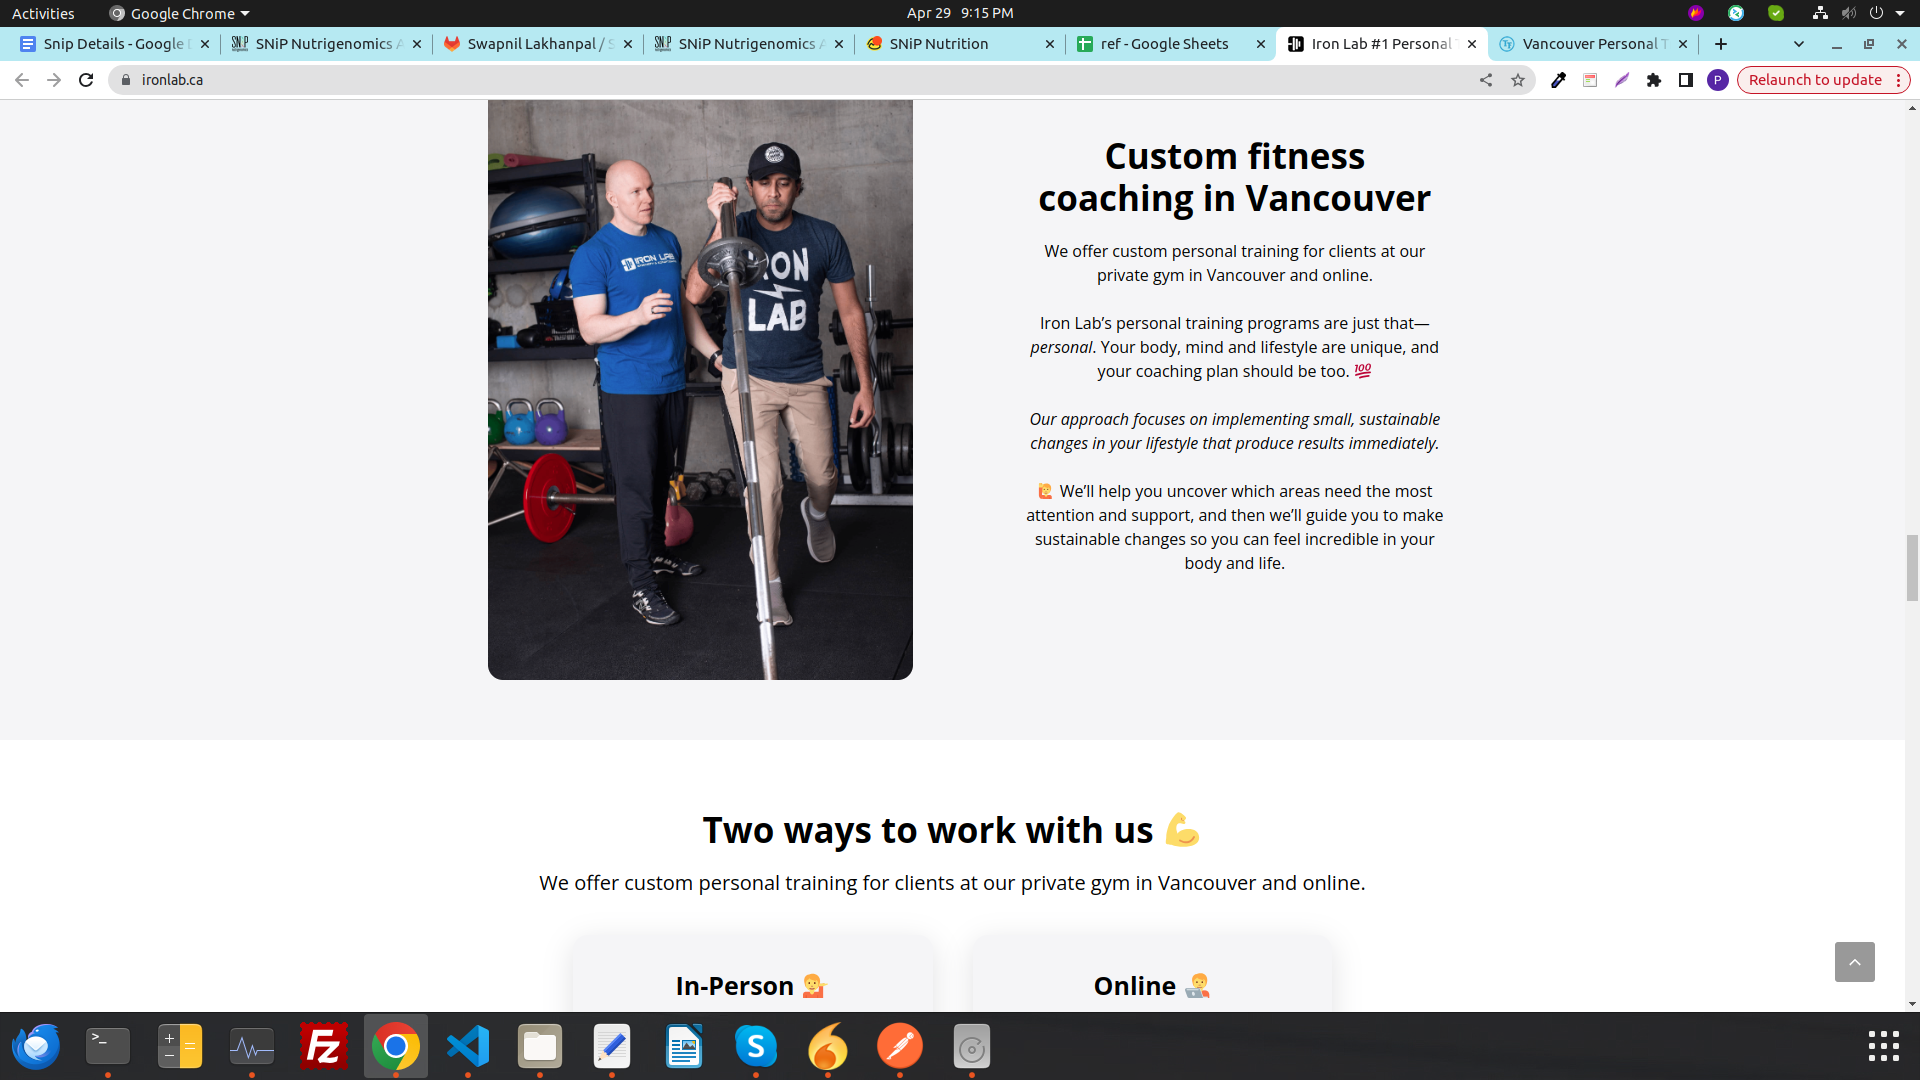 Activities
Google Chrome
Apr 29 9:15 PM
Snip Details - Google
SNiP Nutrigenomics
Swapnil Lakhanpal / S
SNiP Nutrigenomics
SNiP Nutrition
ref - Google Sheets
Iron Lab #1 Personal
Vancouver Personal T
ironlab.ca
P
Relaunch to update
IRON LAB
IRON
LAB
Custom fitness
coaching in Vancouver
We offer custom personal training for clients at our
private gym in Vancouver and online.
Iron Lab’s personal training programs are just that—
personal. Your body, mind and lifestyle are unique, and
your coaching plan should be too. 💯
Our approach focuses on implementing small, sustainable
changes in your lifestyle that produce results immediately.
🙋 We’ll help you uncover which areas need the most
attention and support, and then we’ll guide you to make
sustainable changes so you can feel incredible in your
body and life.
Two ways to work with us 💪
We offer custom personal training for clients at our private gym in Vancouver and online.
In-Person 💁
Online 🧑‍💻